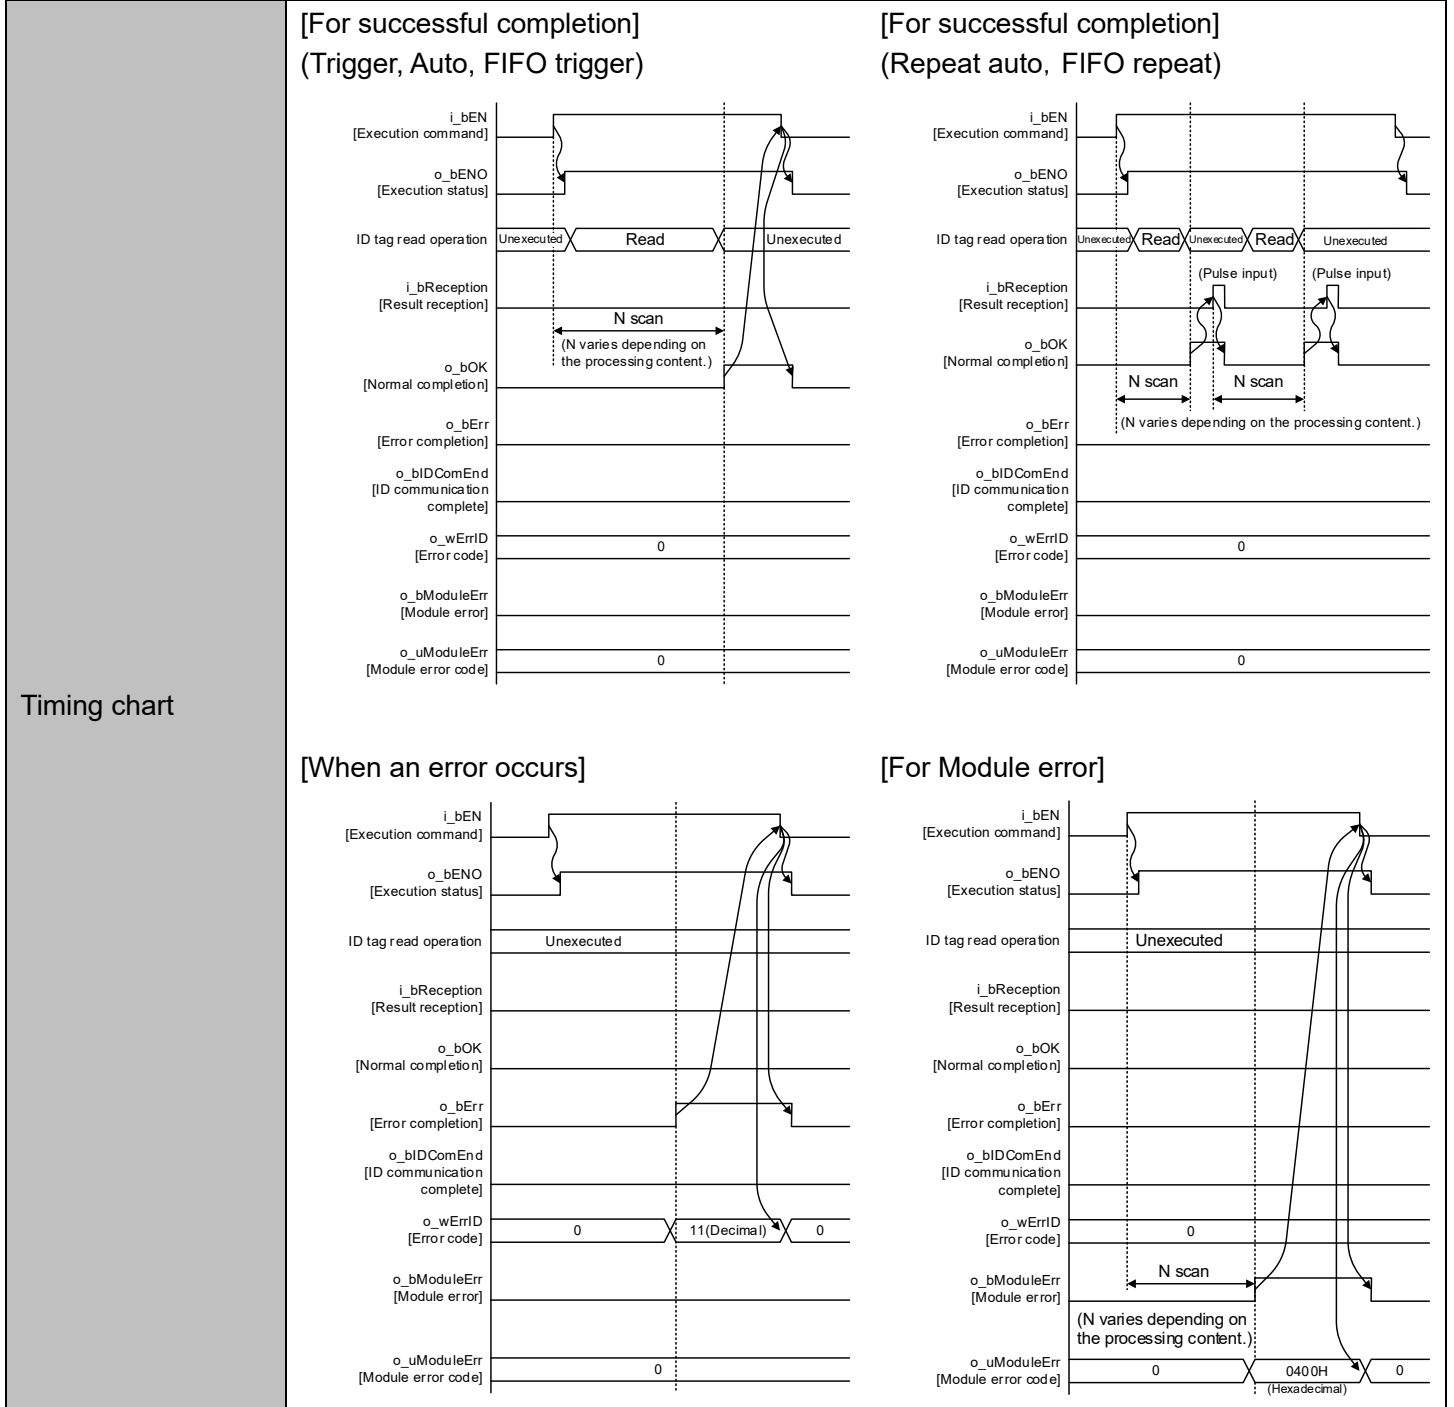 Timing chart
[For successful completion]
(Trigger, Auto, FIFO trigger)
i_bEN
[Execution command]
o_bENO
[Execution status]
ID tag read operation
Unexecuted
Read
Unexecuted
i_bReception
[Result reception]
N scan
(N varies depending on
the processing content.)
o_bOK
[Normal completion]
o_bErr
[Error completion]
o_bIDComEnd
[ID communication
complete]
o_wErrID
[Error code]
0
o_bModuleErr
[Module error]
o_uModuleErr
[Module error code]
0
[For successful completion]
(Repeat auto, FIFO repeat)
i_bEN
[Execution command]
o_bENO
[Execution status]
ID tag read operation
Unexecuted
Read
Unexecuted
Read
Unexecuted
(Pulse input)
(Pulse input)
i_bReception
[Result reception]
o_bOK
[Normal completion]
N scan
N scan
(N varies depending on the processing content.)
o_bErr
[Error completion]
o_bIDComEnd
[ID communication
complete]
o_wErrID
[Error code]
0
o_bModuleErr
[Module error]
o_uModuleErr
[Module error code]
0
[When an error occurs]
i_bEN
[Execution command]
o_bENO
[Execution status]
ID tag read operation
Unexecuted
i_bReception
[Result reception]
o_bOK
[Normal completion]
o_bErr
[Error completion]
o_bIDComEnd
[ID communication
complete]
o_wErrID
[Error code]
0
11(Decimal)
0
o_bModuleErr
[Module error]
o_uModuleErr
[Module error code]
0
[For Module error]
i_bEN
[Execution command]
o_bENO
[Execution status]
ID tag read operation
Unexecuted
i_bReception
[Result reception]
o_bOK
[Normal completion]
o_bErr
[Error completion]
o_bIDComEnd
[ID communication
complete]
o_wErrID
[Error code]
0
N scan
o_bModuleErr
[Module error]
(N varies depending on
the processing content.)
o_uModuleErr
[Module error code]
0
0400H
(Hexadecimal)
0